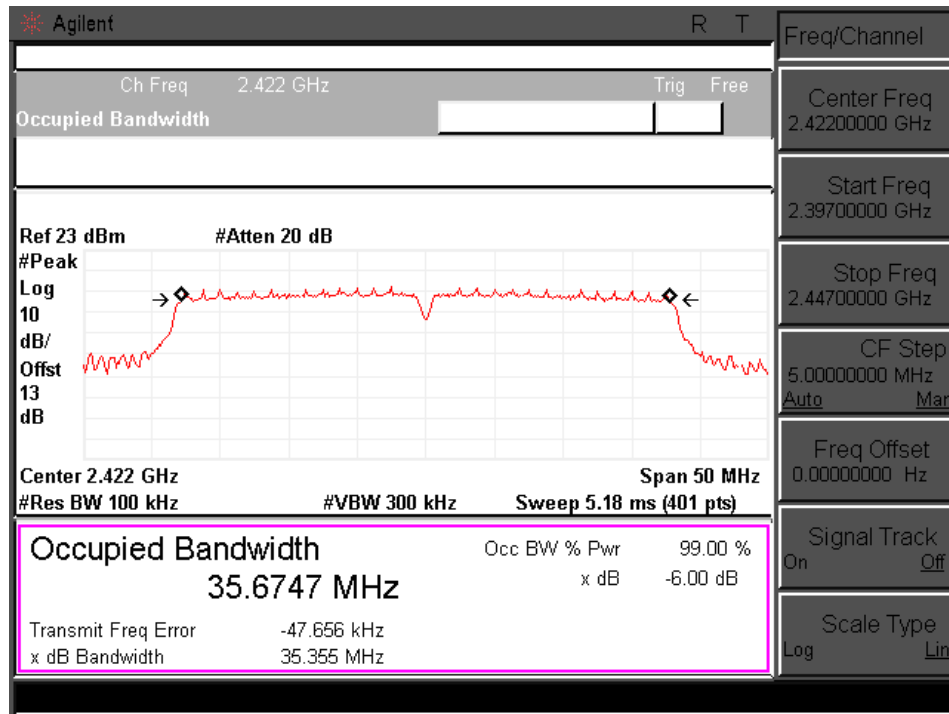 Agilent R T
Freq/Channel
Ch Freq 2.422 GHz Trig Free
Occupied Bandwidth
Center Freq
2.42200000 GHz
Start Freq
2.39700000 GHz
Ref 23 dBm #Atten 20 dB
#Peak
Log
10
dB/
Offst
13
dB
Stop Freq
2.44700000 GHz
CF Step
5.00000000 MHz
Auto Man
Freq Offset
0.00000000 Hz
Center 2.422 GHz Span 50 MHz
#Res BW 100 kHz #VBW 300 kHz Sweep 5.18 ms (401 pts)
Occupied Bandwidth Occ BW % Pwr 99.00 %
35.6747 MHz x dB -6.00 dB
Transmit Freq Error -47.656 kHz
x dB Bandwidth 35.355 MHz
Signal Track
On Off
Scale Type
Log Lin